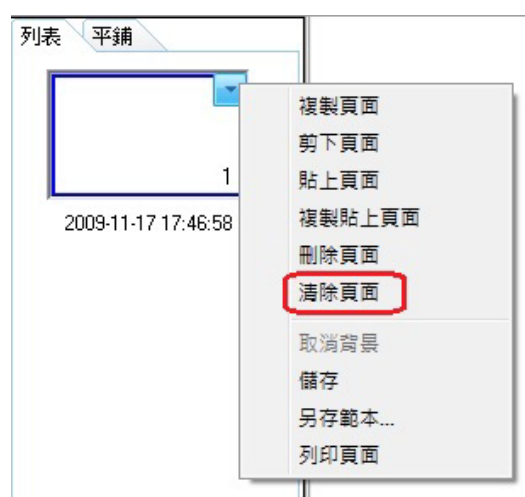 列表 平鋪
1
2009-11-17 17:46:58
複製頁面
剪下頁面
貼上頁面
複製貼上頁面
刪除頁面
清除頁面
取消背景
儲存
另存範本...
列印頁面